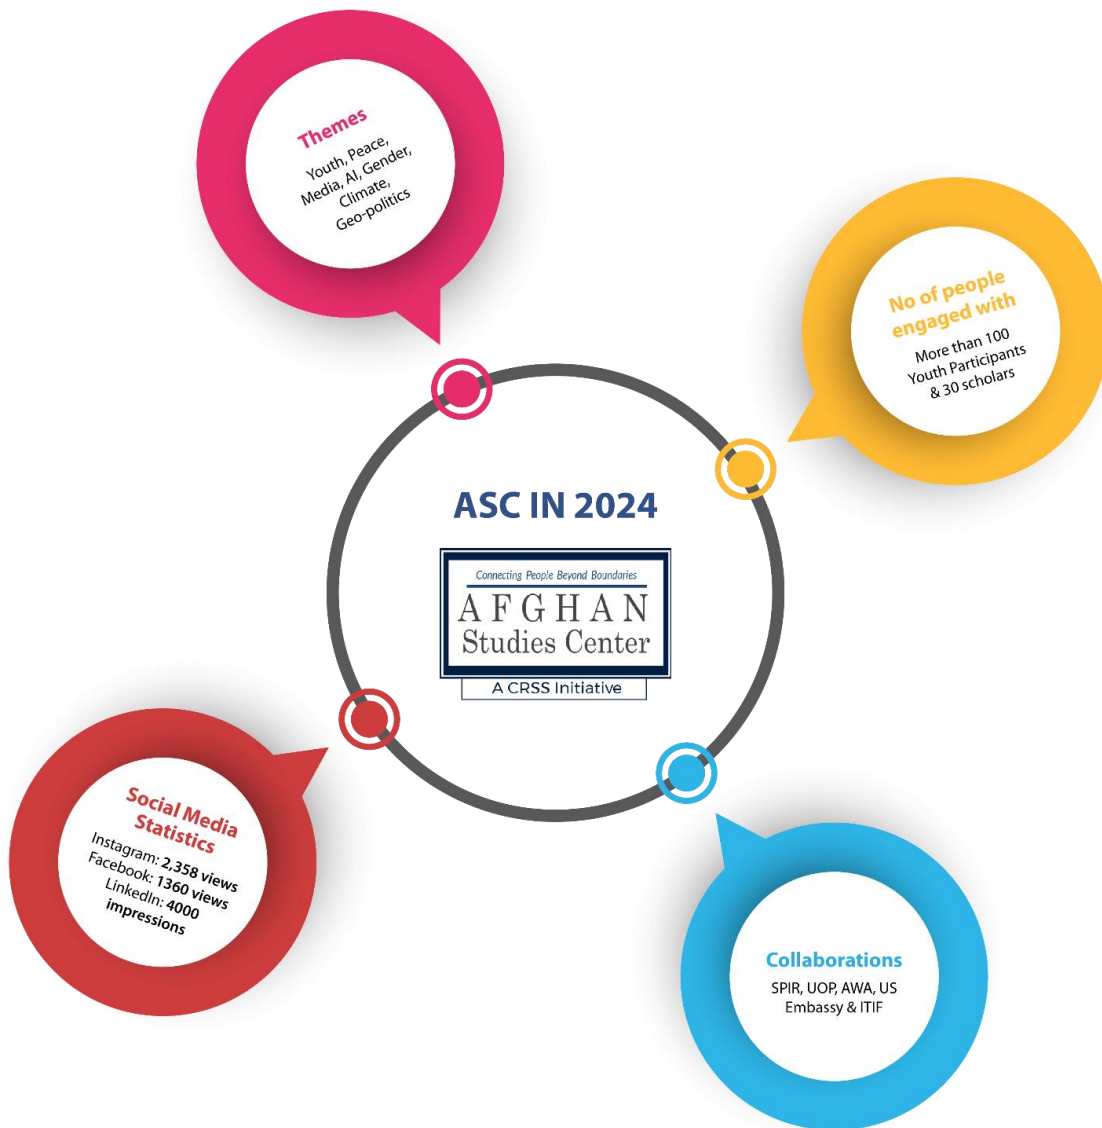 Themes
Youth, Peace,
Media, AI, Gender,
Climate,
Geo-politics
No of people
engaged with
More than 100
Youth Participants
& 30 scholars
ASC IN 2024
Connecting People Beyond Boundaries
AFGHAN
Studies Center
A CRSS Initiative
Social Media
Statistics
Instagram: 2,358 views
Facebook: 1360 views
LinkedIn: 4000
impressions
Collaborations
SPIR, UOP, AWA, US
Embassy & ITIF